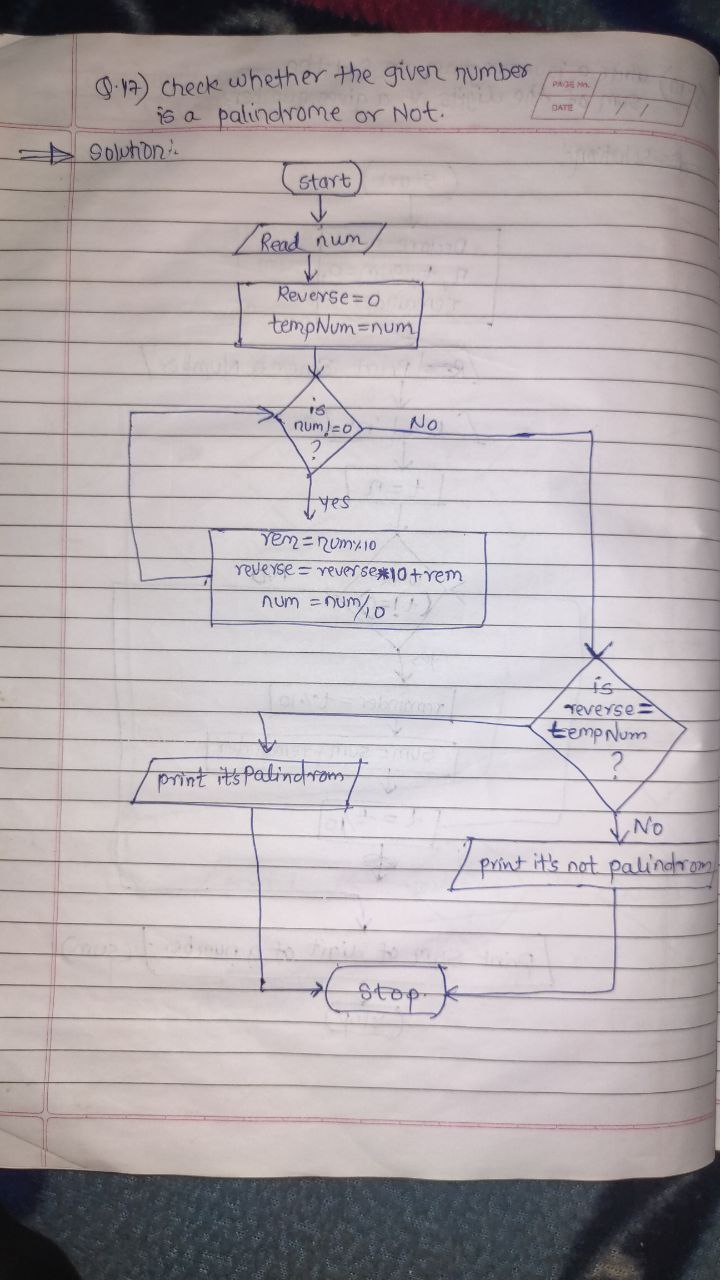 Q.17) check whether the given number
is a palindrome or Not.
PAGE No.
DATE / /
Solution:
start
Read num
Reverse=0
tempNum=num
is
num!=0
?
No
yes
rem=num%10
reverse = reverse*10+rem
num = num/10
is
reverse=
tempNum
?
print it's Palindrom
No
print it's not palindrom
Stop.